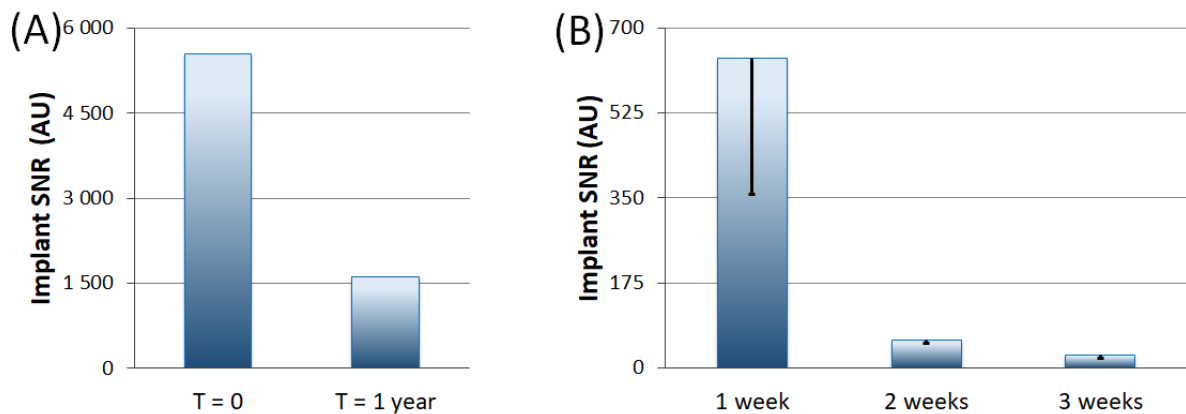 (A)
Implant SNR (AU)
6 000
4 500
3 000
1 500
0
T = 0
T = 1 year
(B)
Implant SNR (AU)
700
525
350
175
0
1 week
2 weeks
3 weeks